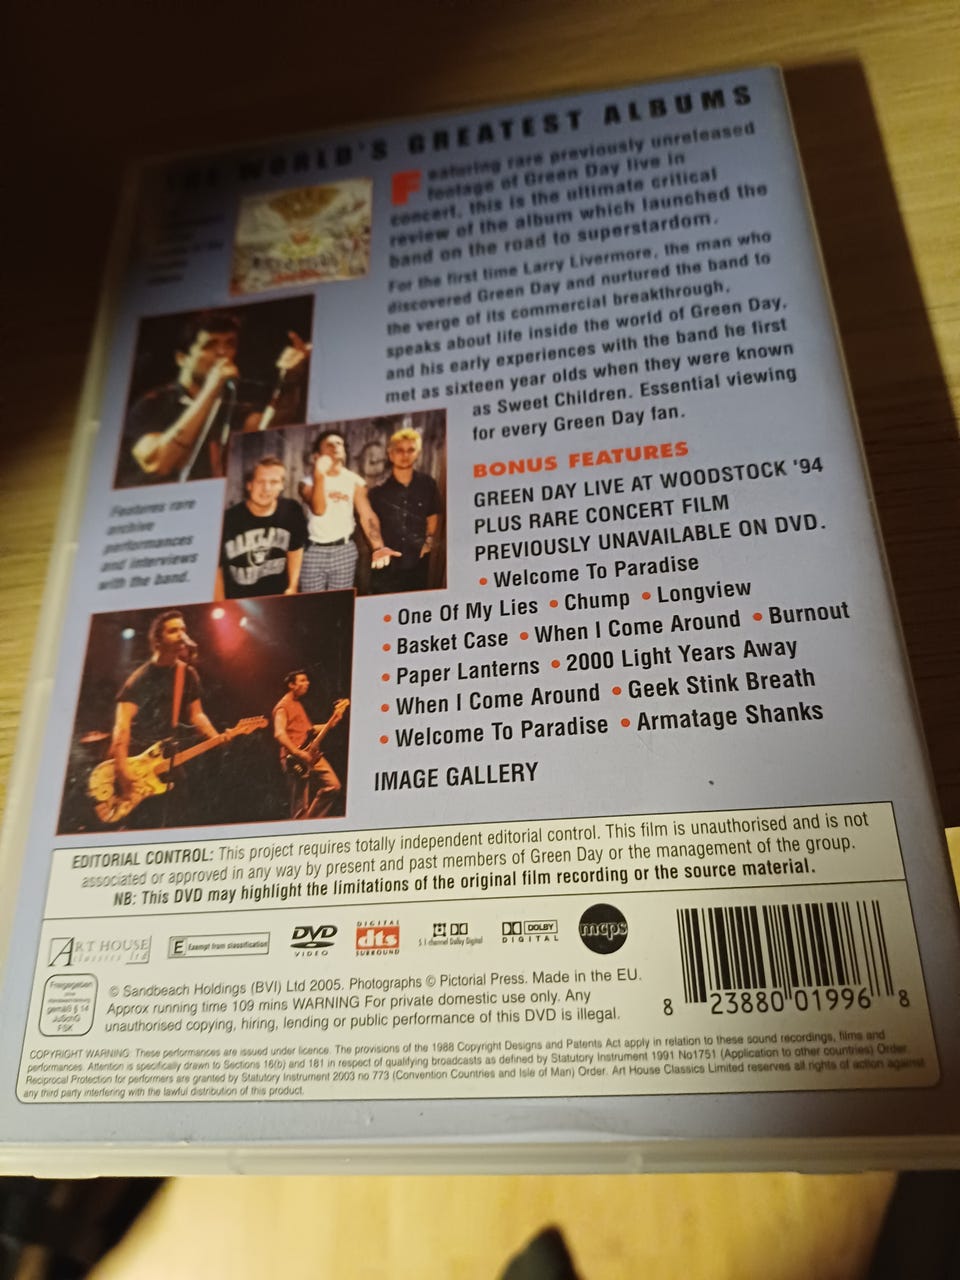 THE WORLD'S GREATEST ALBUMS
Featuring rare previously unreleased
footage of Green Day live in
concert, this is the ultimate critical
review of the album which launched the
band on the road to superstardom.
For the first time Larry Livermore, the man who
discovered Green Day and nurtured the band to
the verge of its commercial breakthrough,
speaks about life inside the world of Green Day,
and his early experiences with the band he first
met as sixteen year olds when they were known
as Sweet Children. Essential viewing
for every Green Day fan.
Features rare
archive
performances
and interviews
with the band.
OAKLAND
RAIDERS
BONUS FEATURES
GREEN DAY LIVE AT WOODSTOCK '94
PLUS RARE CONCERT FILM
PREVIOUSLY UNAVAILABLE ON DVD.
• Welcome To Paradise
• One Of My Lies • Chump • Longview
• Basket Case • When I Come Around • Burnout
• Paper Lanterns • 2000 Light Years Away
• When I Come Around • Geek Stink Breath
• Welcome To Paradise • Armatage Shanks
IMAGE GALLERY
EDITORIAL CONTROL: This project requires totally independent editorial control. This film is unauthorised and is not
associated or approved in any way by present and past members of Green Day or the management of the group.
NB: This DVD may highlight the limitations of the original film recording or the source material.
ART HOUSE
classics ltd
E Exempt from classification
DVD
VIDEO
DIGITAL
dts
SURROUND
5.1 channel Dolby Digital
DOLBY
DIGITAL
mcps
Freigegeben
gemäß § 14
JuSchG
FSK
© Sandbeach Holdings (BVI) Ltd 2005. Photographs © Pictorial Press. Made in the EU.
Approx running time 109 mins WARNING For private domestic use only. Any
unauthorised copying, hiring, lending or public performance of this DVD is illegal.
8 23880 01996 8
COPYRIGHT WARNING: These performances are issued under licence. The provisions of the 1988 Copyright Designs and Patents Act apply in relation to these sound recordings, films and
performances. Attention is specifically drawn to Sections 16(b) and 181 in respect of qualifying broadcasts as defined by Statutory Instrument 1991 No1751 (Application to other countries) Order.
Reciprocal Protection for performers are granted by Statutory Instrument 2003 no 773 (Convention Countries and Isle of Man) Order. Art House Classics Limited reserves all rights of action against
any third party interfering with the lawful distribution of this product.